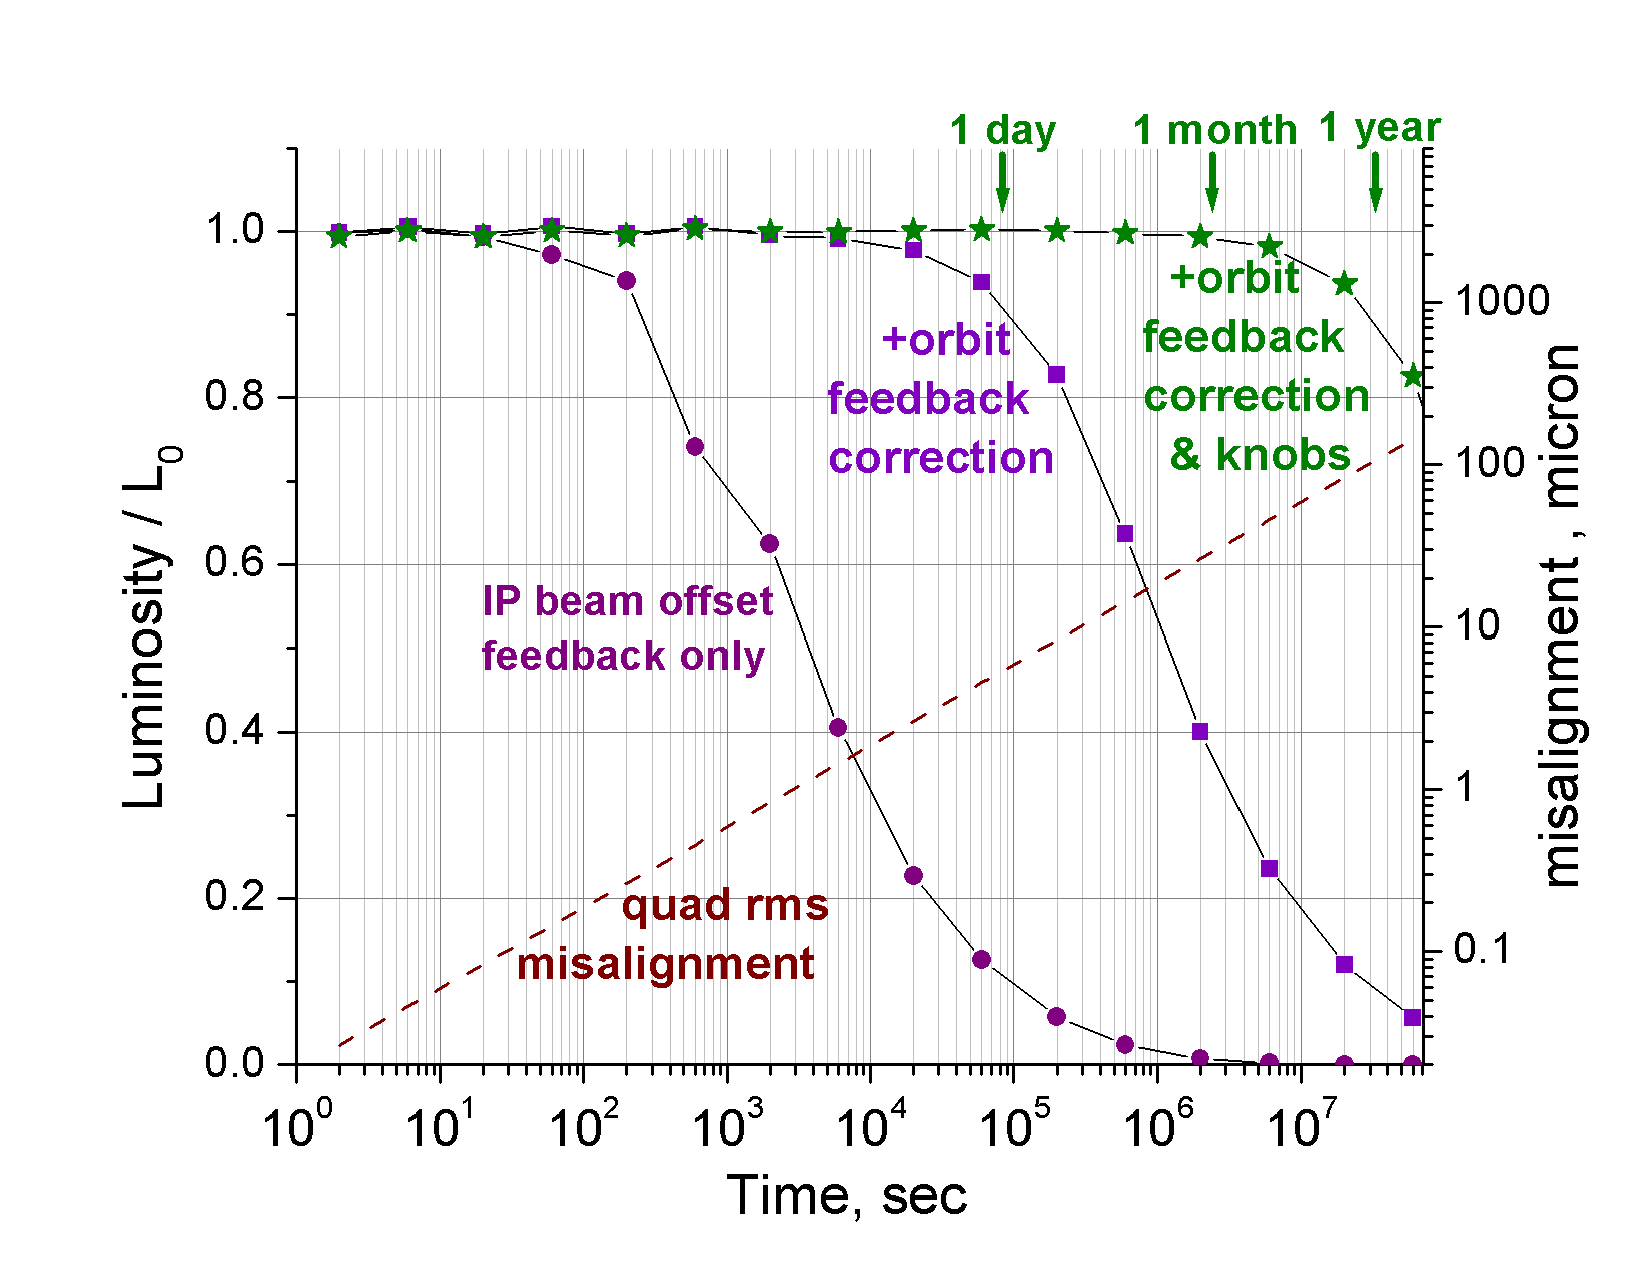 1 day
1 month
1 year
1.0
0.8
0.6
0.4
0.2
0.0
Luminosity / L0
1000
100
10
1
0.1
misalignment , micron
+orbit
feedback
correction
+orbit
feedback
correction
& knobs
IP beam offset
feedback only
quad rms
misalignment
10^0 10^1 10^2 10^3 10^4 10^5 10^6 10^7
Time, sec